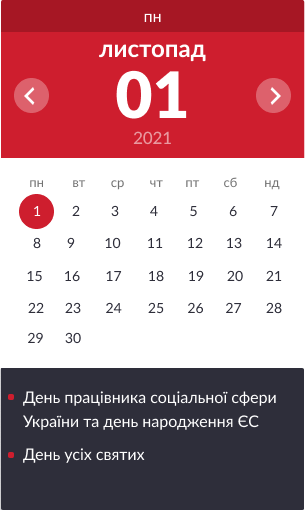 пн
листопад
01
2021
пн вт ср чт пт сб нд
1 2 3 4 5 6 7
8 9 10 11 12 13 14
15 16 17 18 19 20 21
22 23 24 25 26 27 28
29 30
День працівника соціальної сфери
України та день народження ЄС
День усіх святих